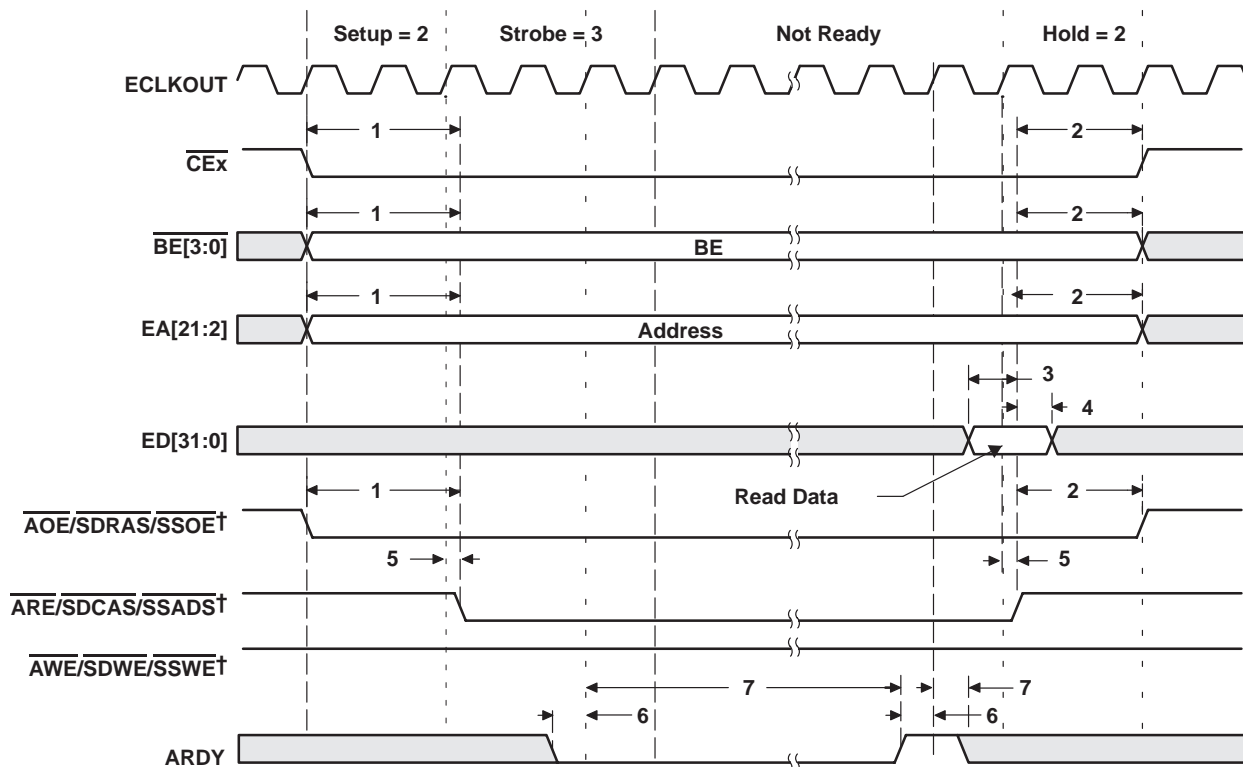 Setup = 2 Strobe = 3 Not Ready Hold = 2
ECLKOUT
1 2
CEx
1 2
BE[3:0] BE
1 2
EA[21:2] Address
3
4
ED[31:0]
Read Data
1 2
AOE/SDRAS/SSOE†
5 5
ARE/SDCAS/SSADS†
AWE/SDWE/SSWE†
7 7
6 6
ARDY